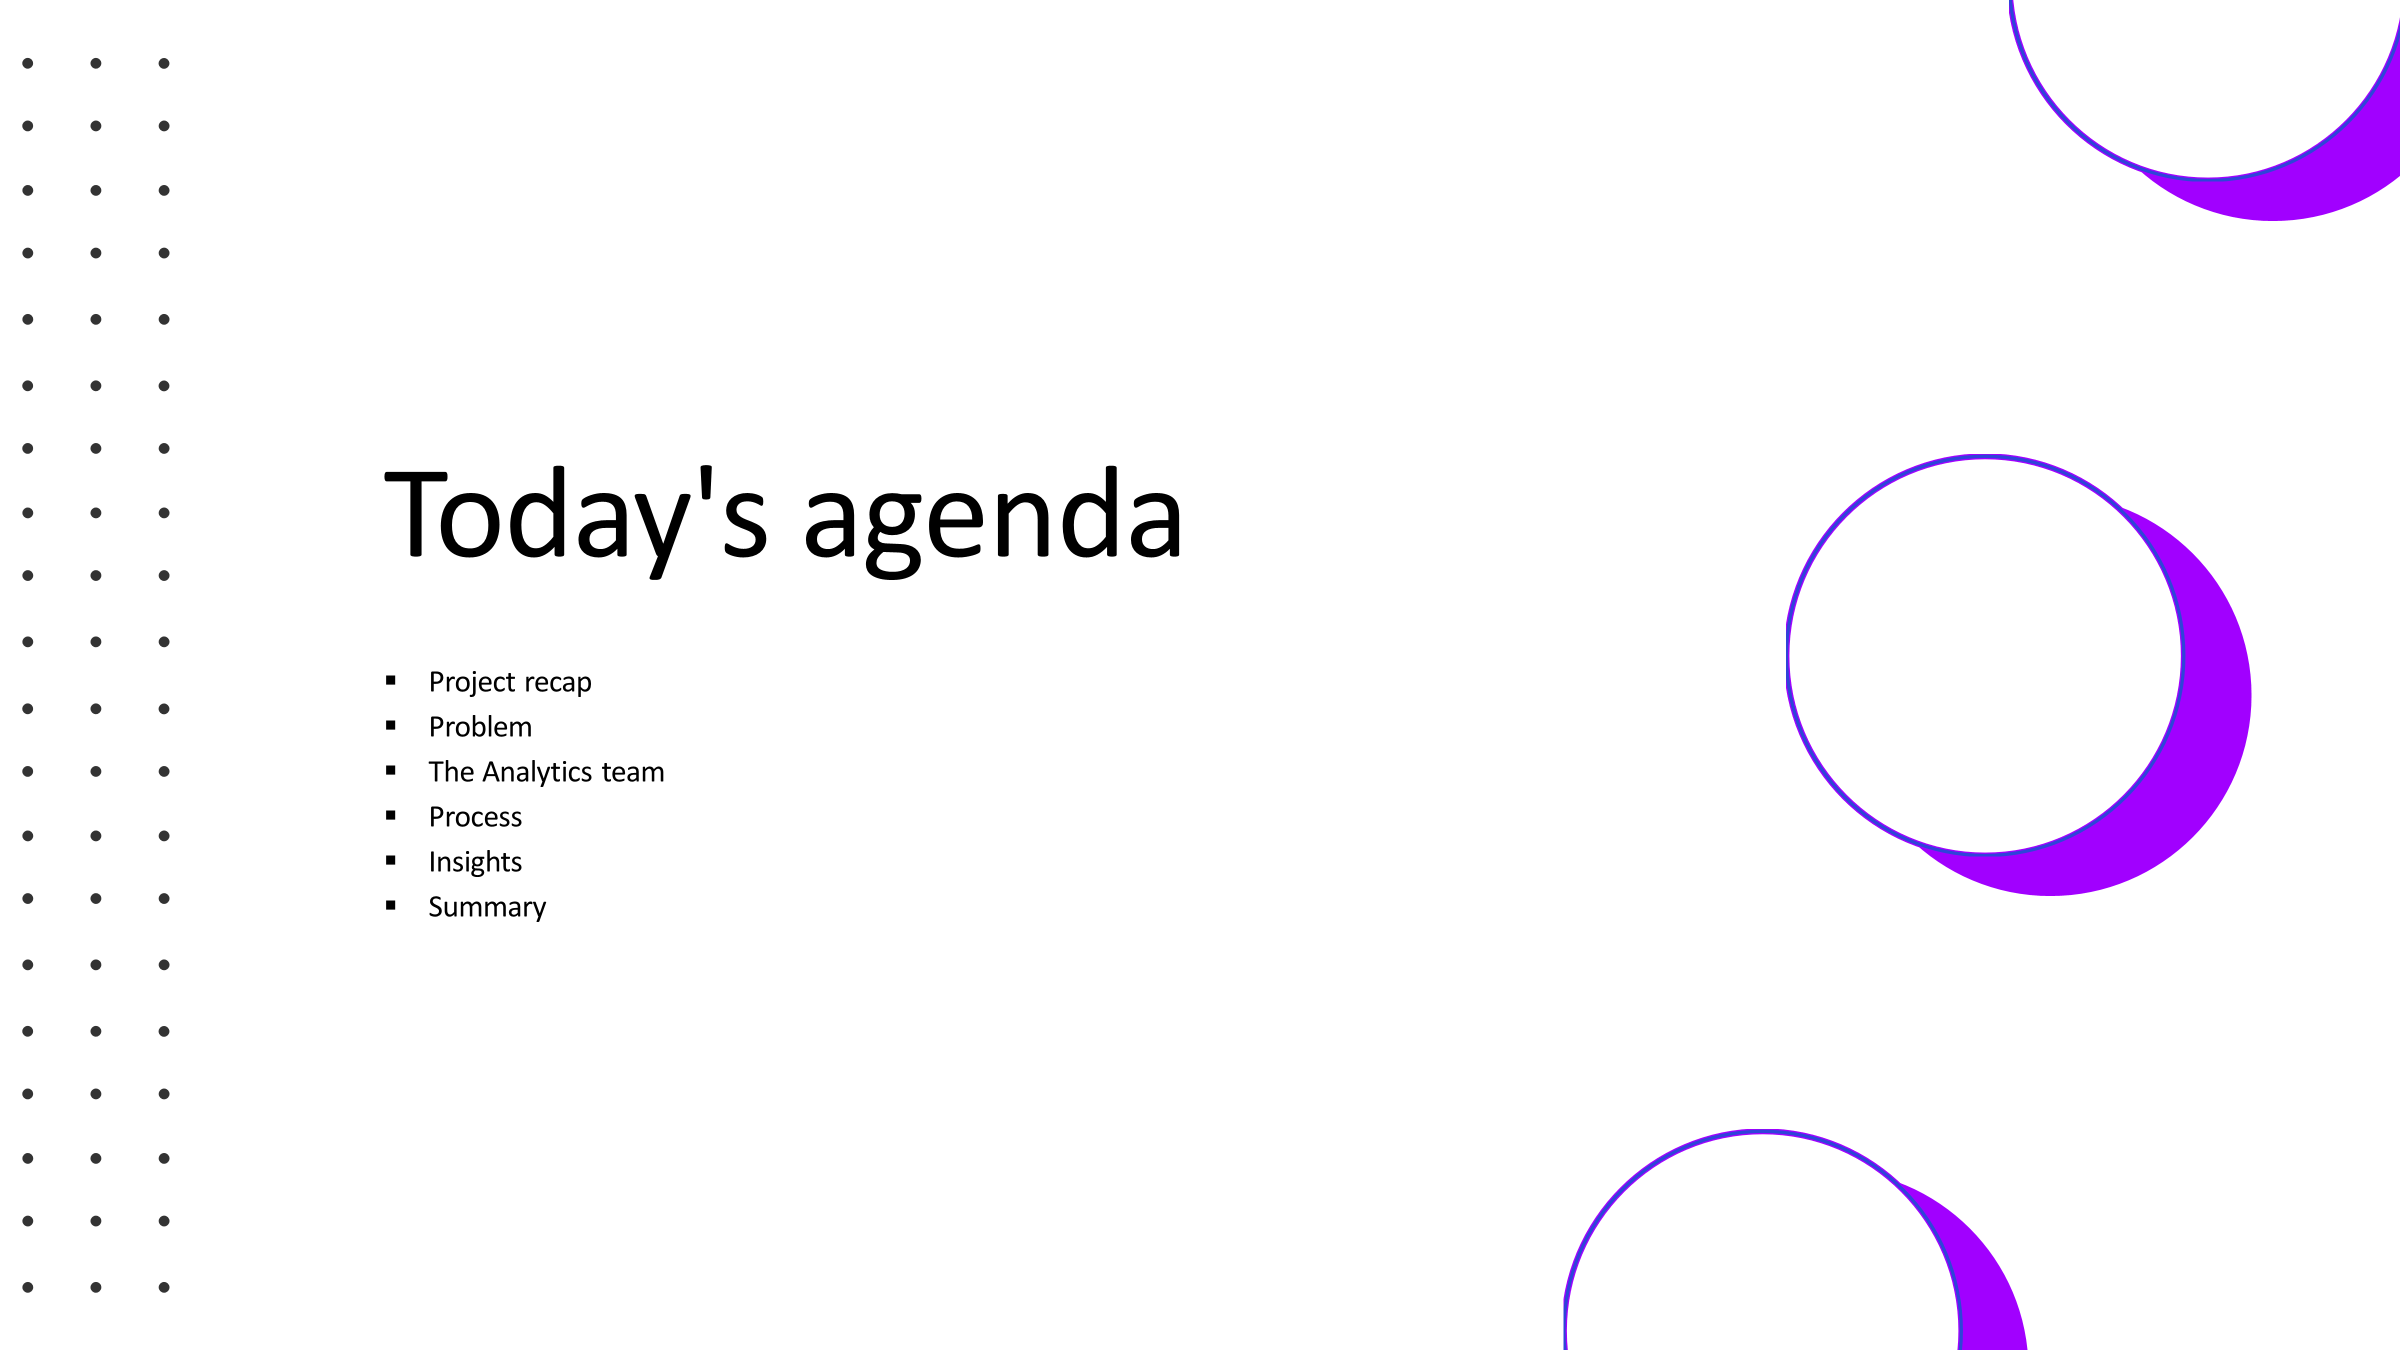 Today's agenda
▪ Project recap
▪ Problem
▪ The Analytics team
▪ Process
▪ Insights
▪ Summary